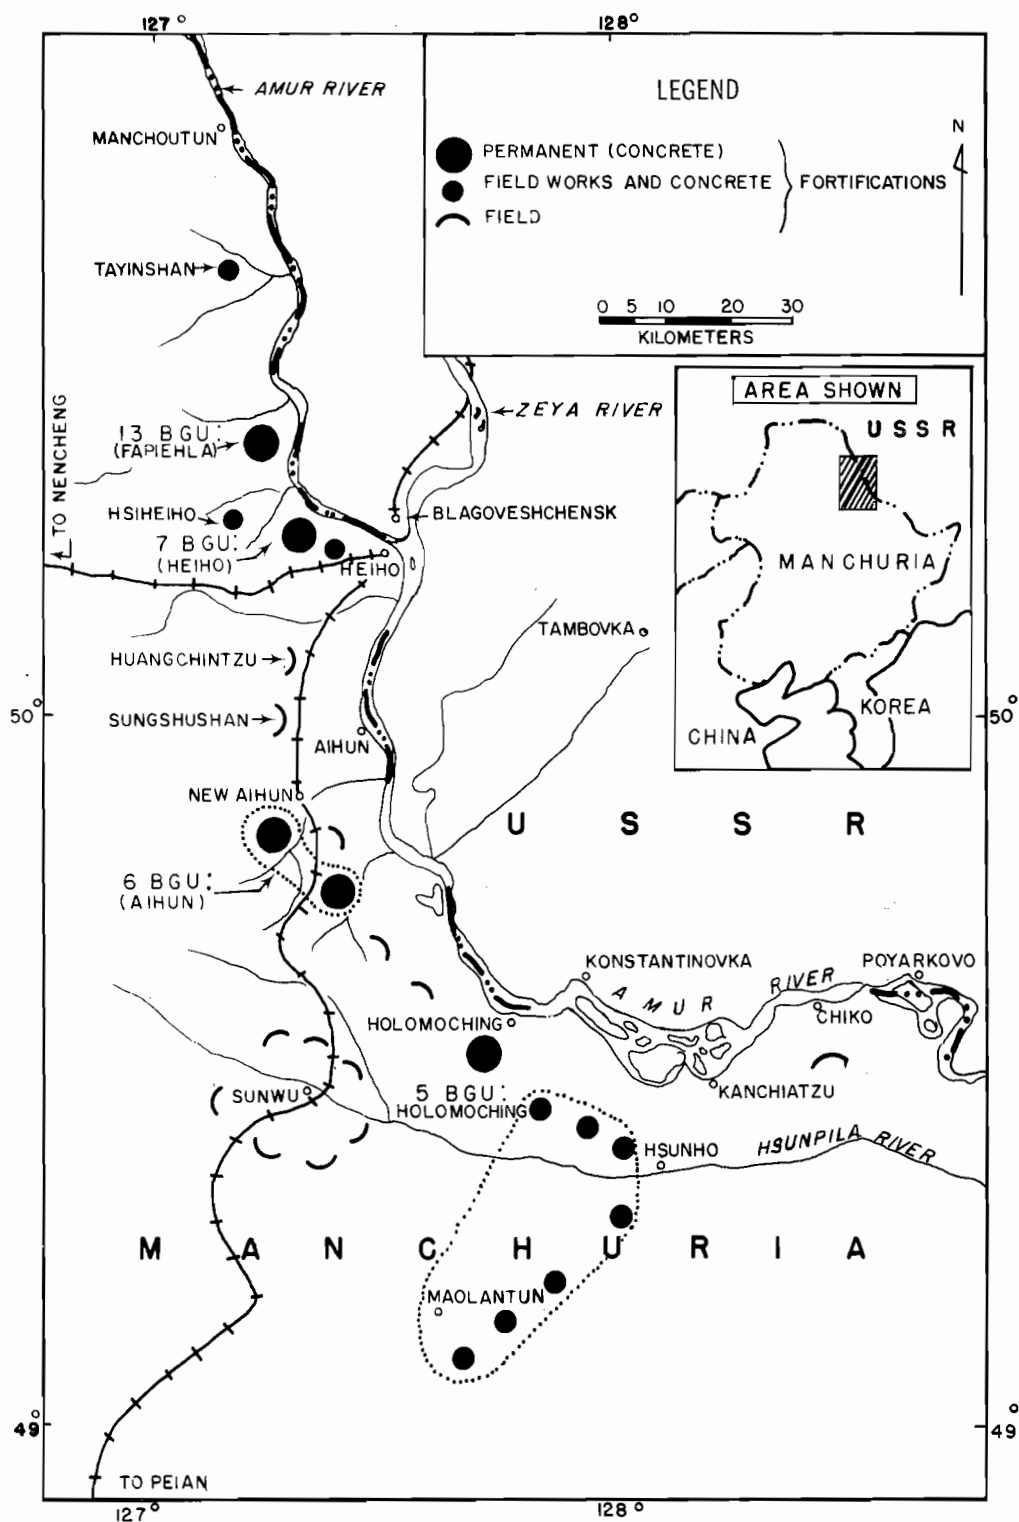 127°
128°
AMUR RIVER
MANCHOUTUN
LEGEND
PERMANENT (CONCRETE)
FIELD WORKS AND CONCRETE
FIELD
FORTIFICATIONS
N
0 5 10 20 30
KILOMETERS
TAYINSHAN
ZEYA RIVER
AREA SHOWN
USSR
MANCHURIA
KOREA
CHINA
TO NENCHENG
13 BGU:
(FAPIEHLA)
HSIHEIHO
7 BGU:
(HEIHO)
HEIHO
BLAGOVESHCHENSK
TAMBOVKA
HUANGCHINTZU
SUNGSHUSHAN
50°
50°
AIHUN
NEW AIHUN
USSR
6 BGU:
(AIHUN)
KONSTANTINOVKA
AMUR RIVER
POYARKOVO
CHIKO
HOLOMOCHING
KANCHIATZU
SUNWU
5 BGU:
HOLOMOCHING
HSUNHO
HSUNPILA RIVER
MANCHURIA
MAOLANTUN
49°
49°
TO PEIAN
127°
128°